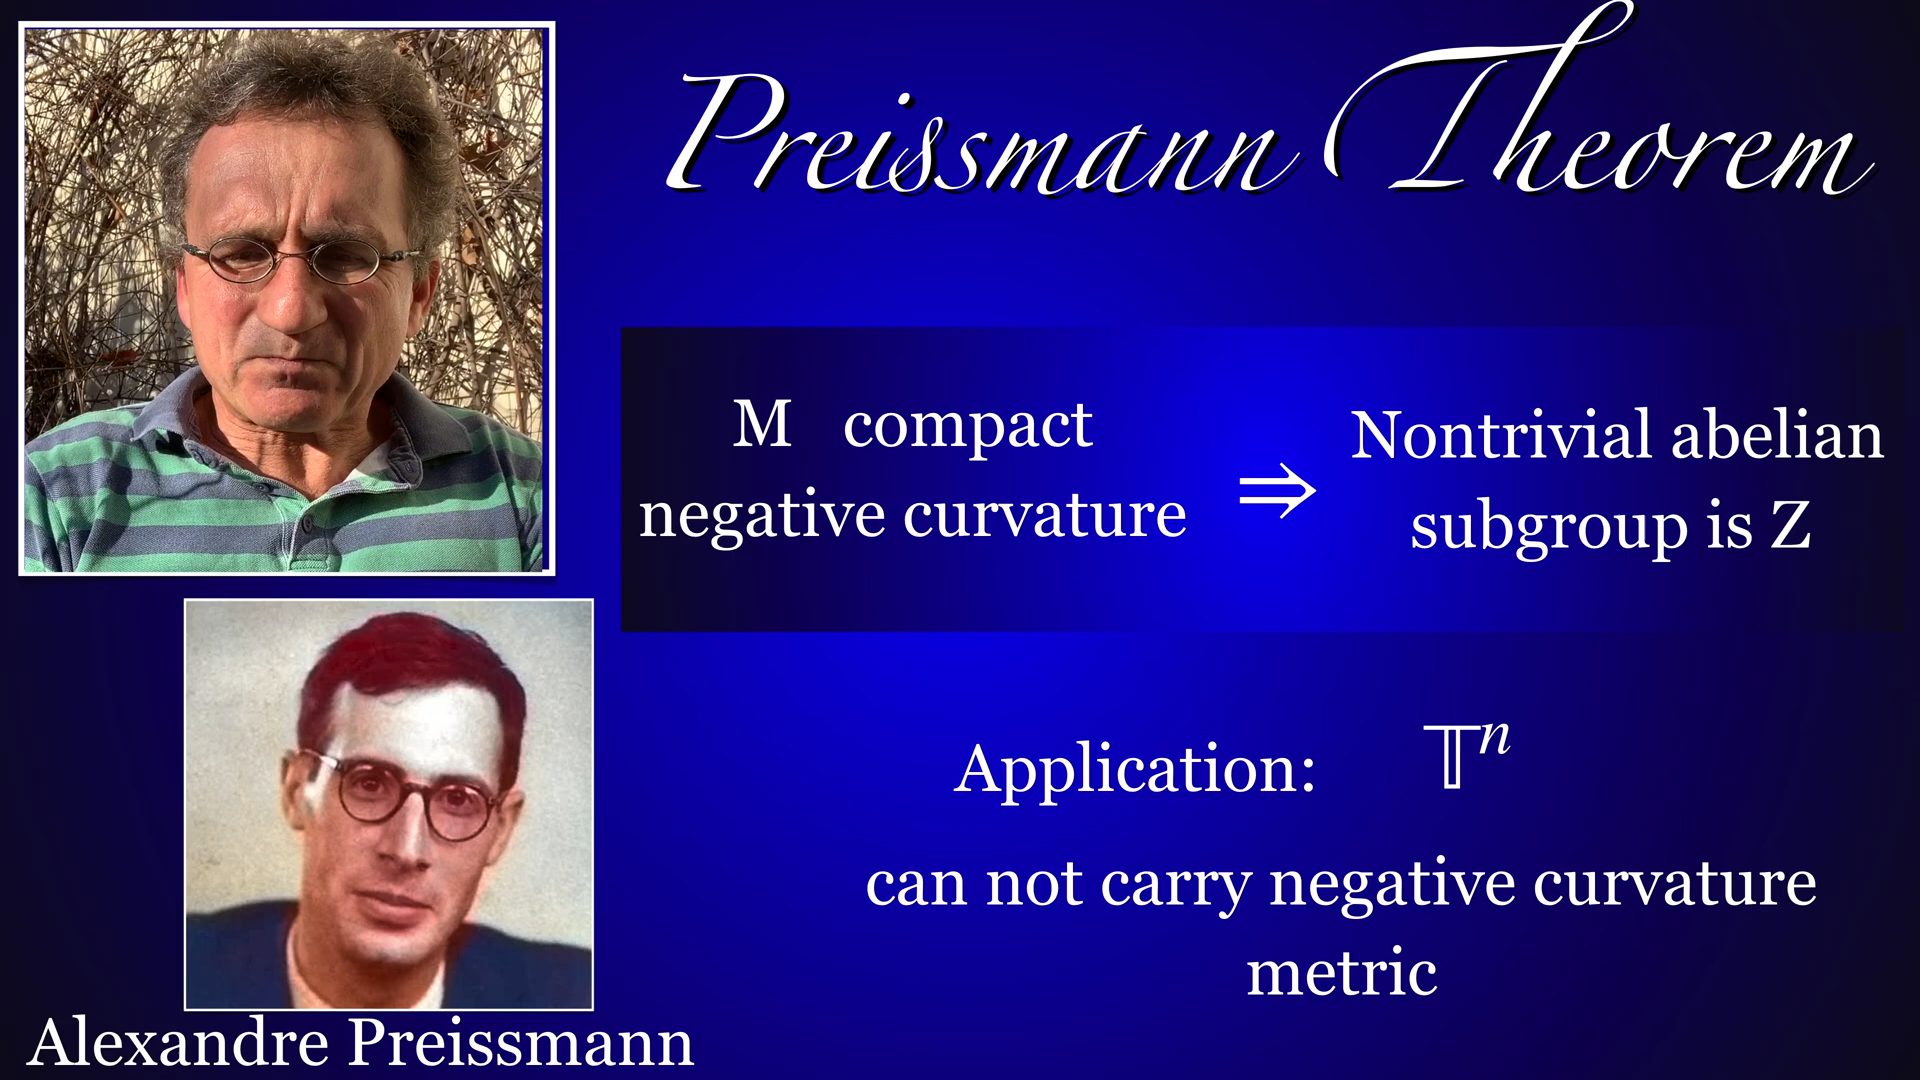 Preissmann Theorem
M compact
negative curvature
⇒
Nontrivial abelian
subgroup is Z
Application: 𝕋ⁿ
can not carry negative curvature
metric
Alexandre Preissmann